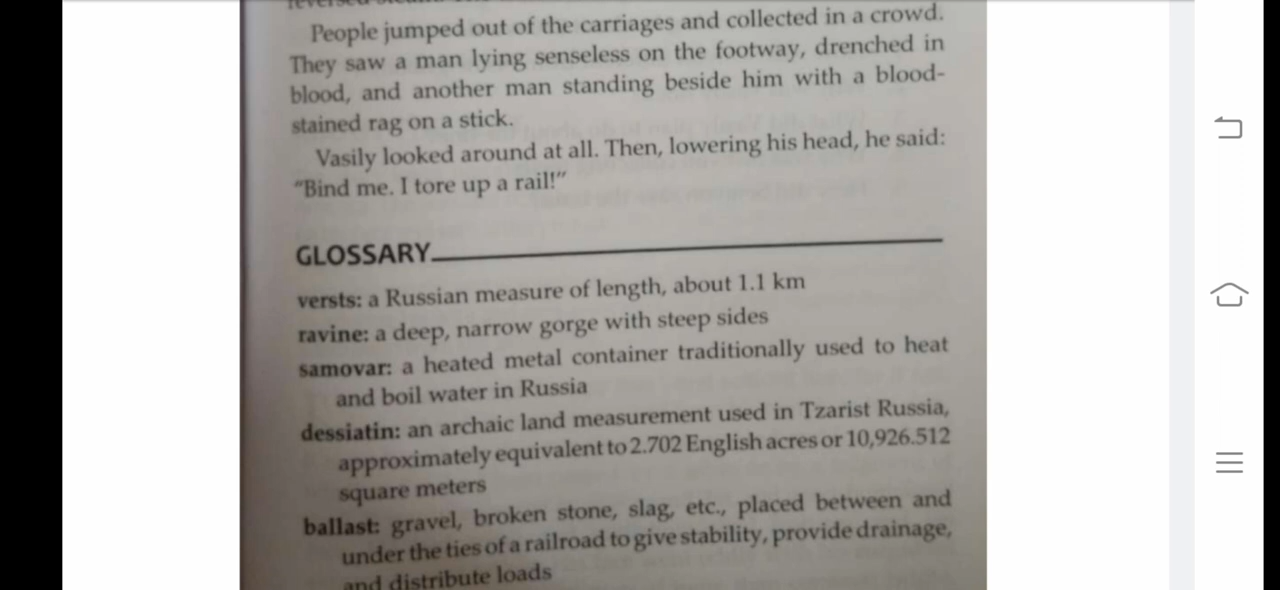 People jumped out of the carriages and collected in a crowd.
They saw a man lying senseless on the footway, drenched in
blood, and another man standing beside him with a blood-
stained rag on a stick.
Vasily looked around at all. Then, lowering his head, he said:
"Bind me. I tore up a rail!"
GLOSSARY
versts: a Russian measure of length, about 1.1 km
ravine: a deep, narrow gorge with steep sides
samovar: a heated metal container traditionally used to heat
and boil water in Russia
dessiatin: an archaic land measurement used in Tzarist Russia,
approximately equivalent to 2.702 English acres or 10,926.512
square meters
ballast: gravel, broken stone, slag, etc., placed between and
under the ties of a railroad to give stability, provide drainage,
and distribute loads